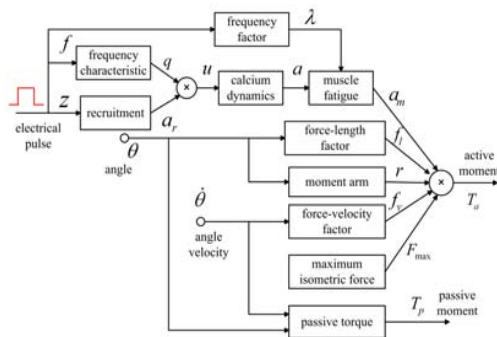 frequency
factor
λ
f
frequency
characteristic
q
×
u
calcium
dynamics
a
muscle
fatigue
z
recruitment
a_r
a_m
electrical
pulse
θ
angle
force-length
factor
f_l
moment arm
r
×
active
moment
T_a
θ̇
angle
velocity
force-velocity
factor
f_v
maximum
isometric force
F_max
passive torque
T_p
passive
moment